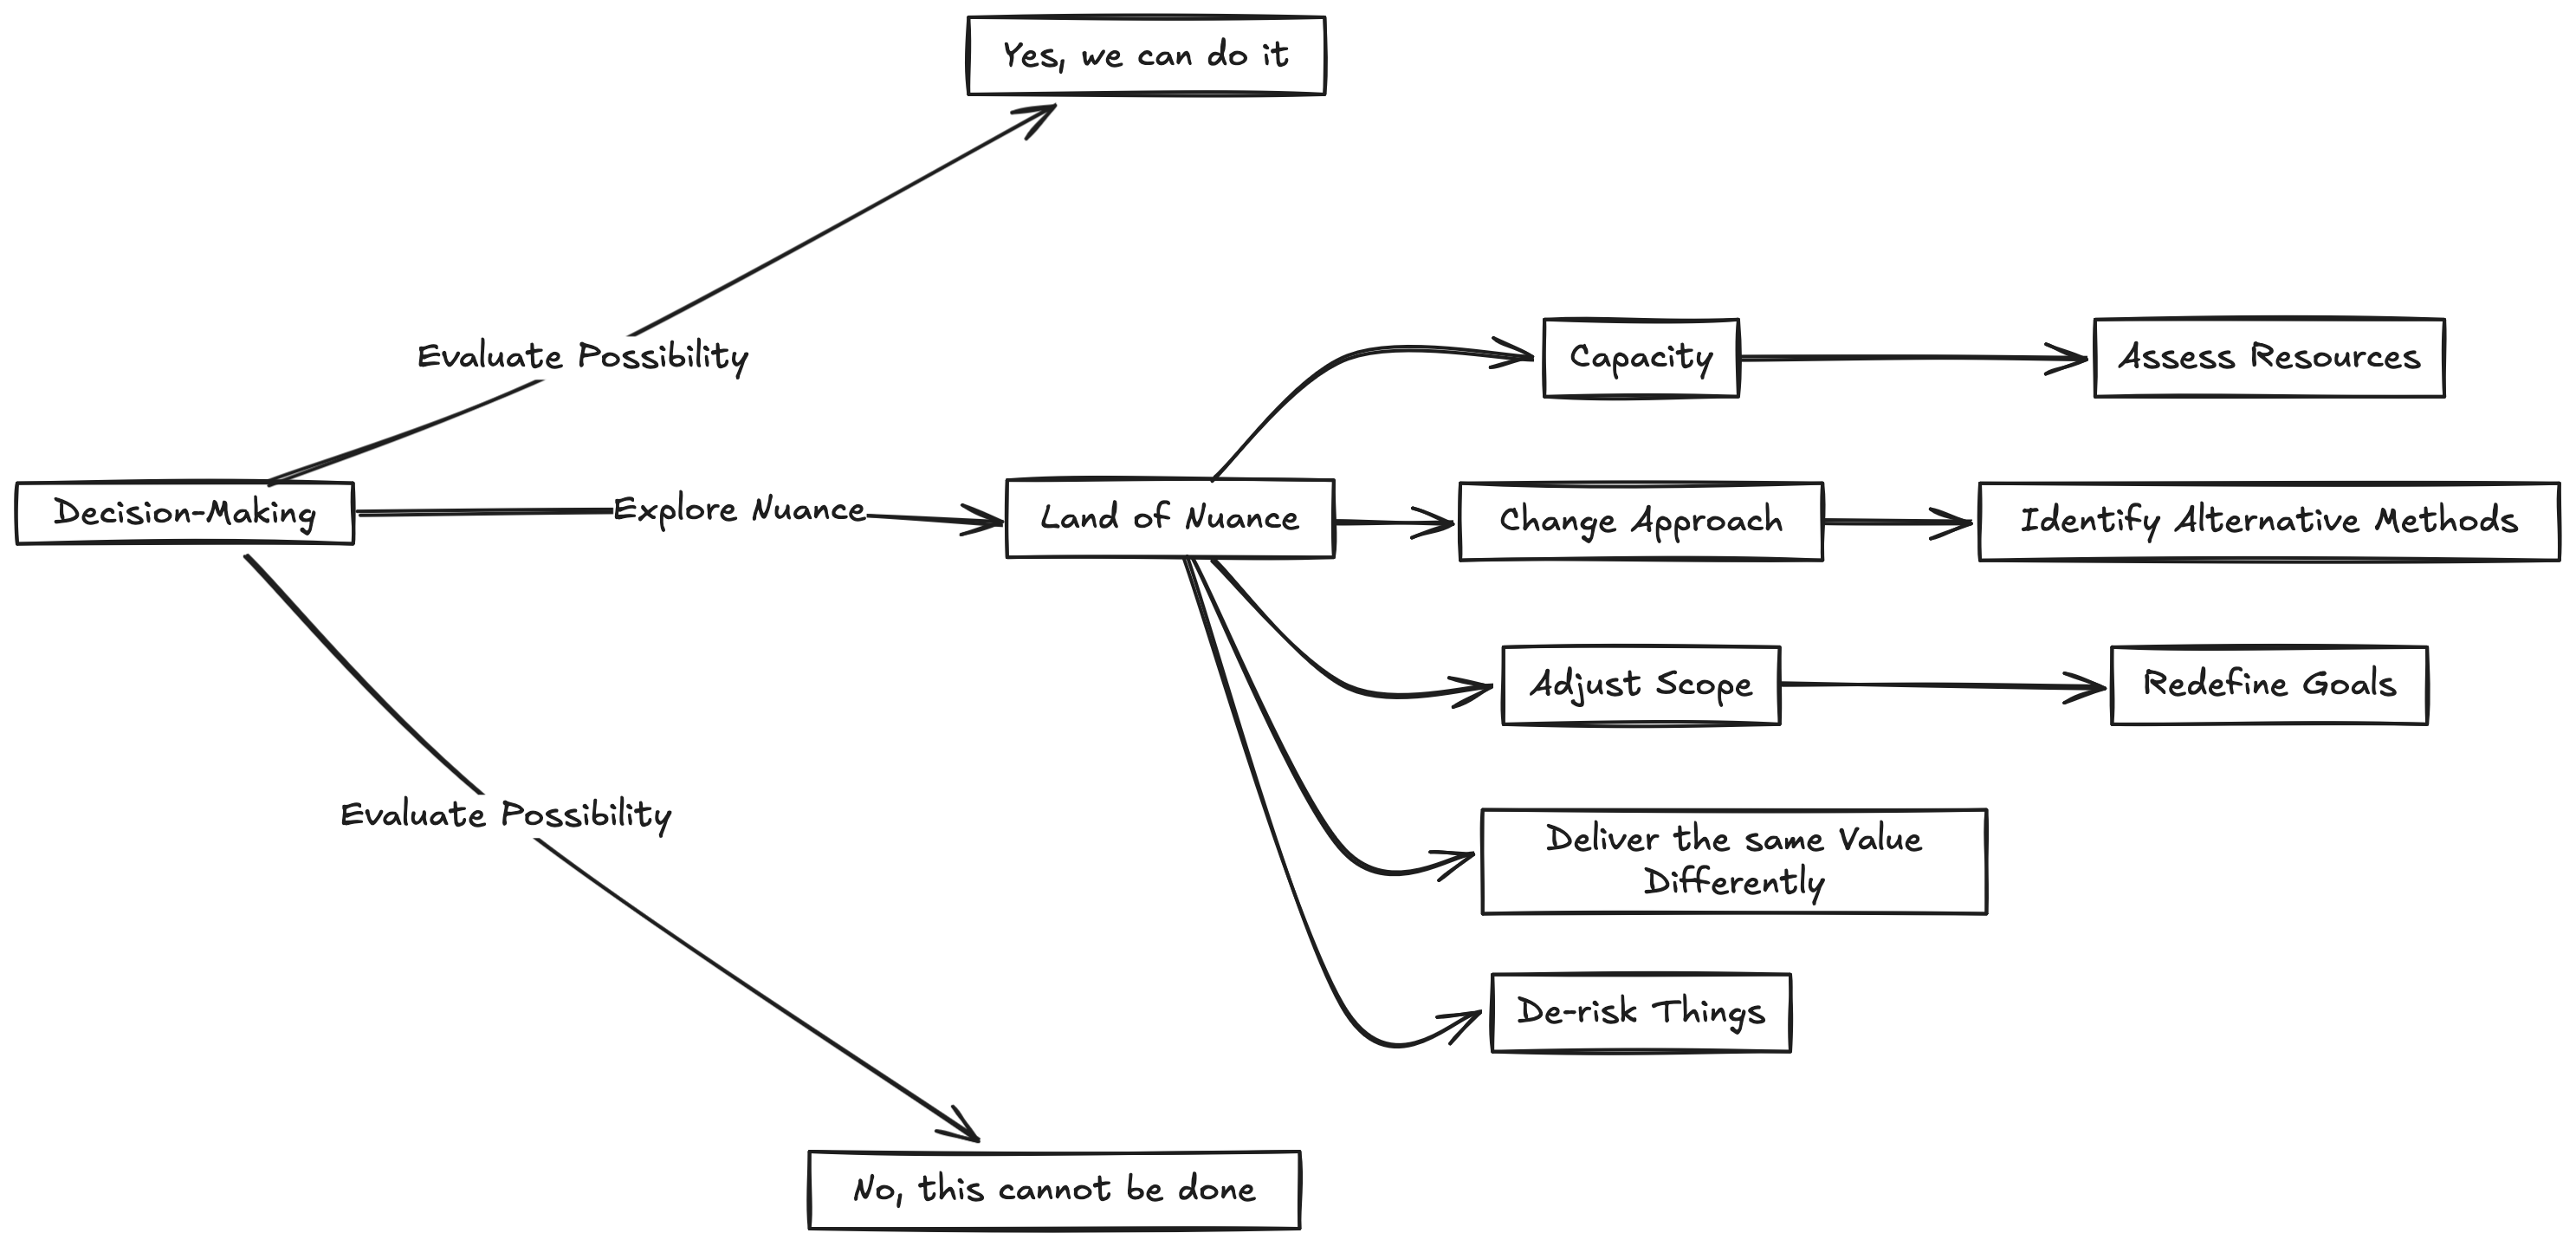 Yes, we can do it
Evaluate Possibility
Capacity
Assess Resources
Decision-Making
Explore Nuance
Land of Nuance
Change Approach
Identify Alternative Methods
Adjust Scope
Redefine Goals
Evaluate Possibility
Deliver the same Value
Differently
De-risk Things
No, this cannot be done